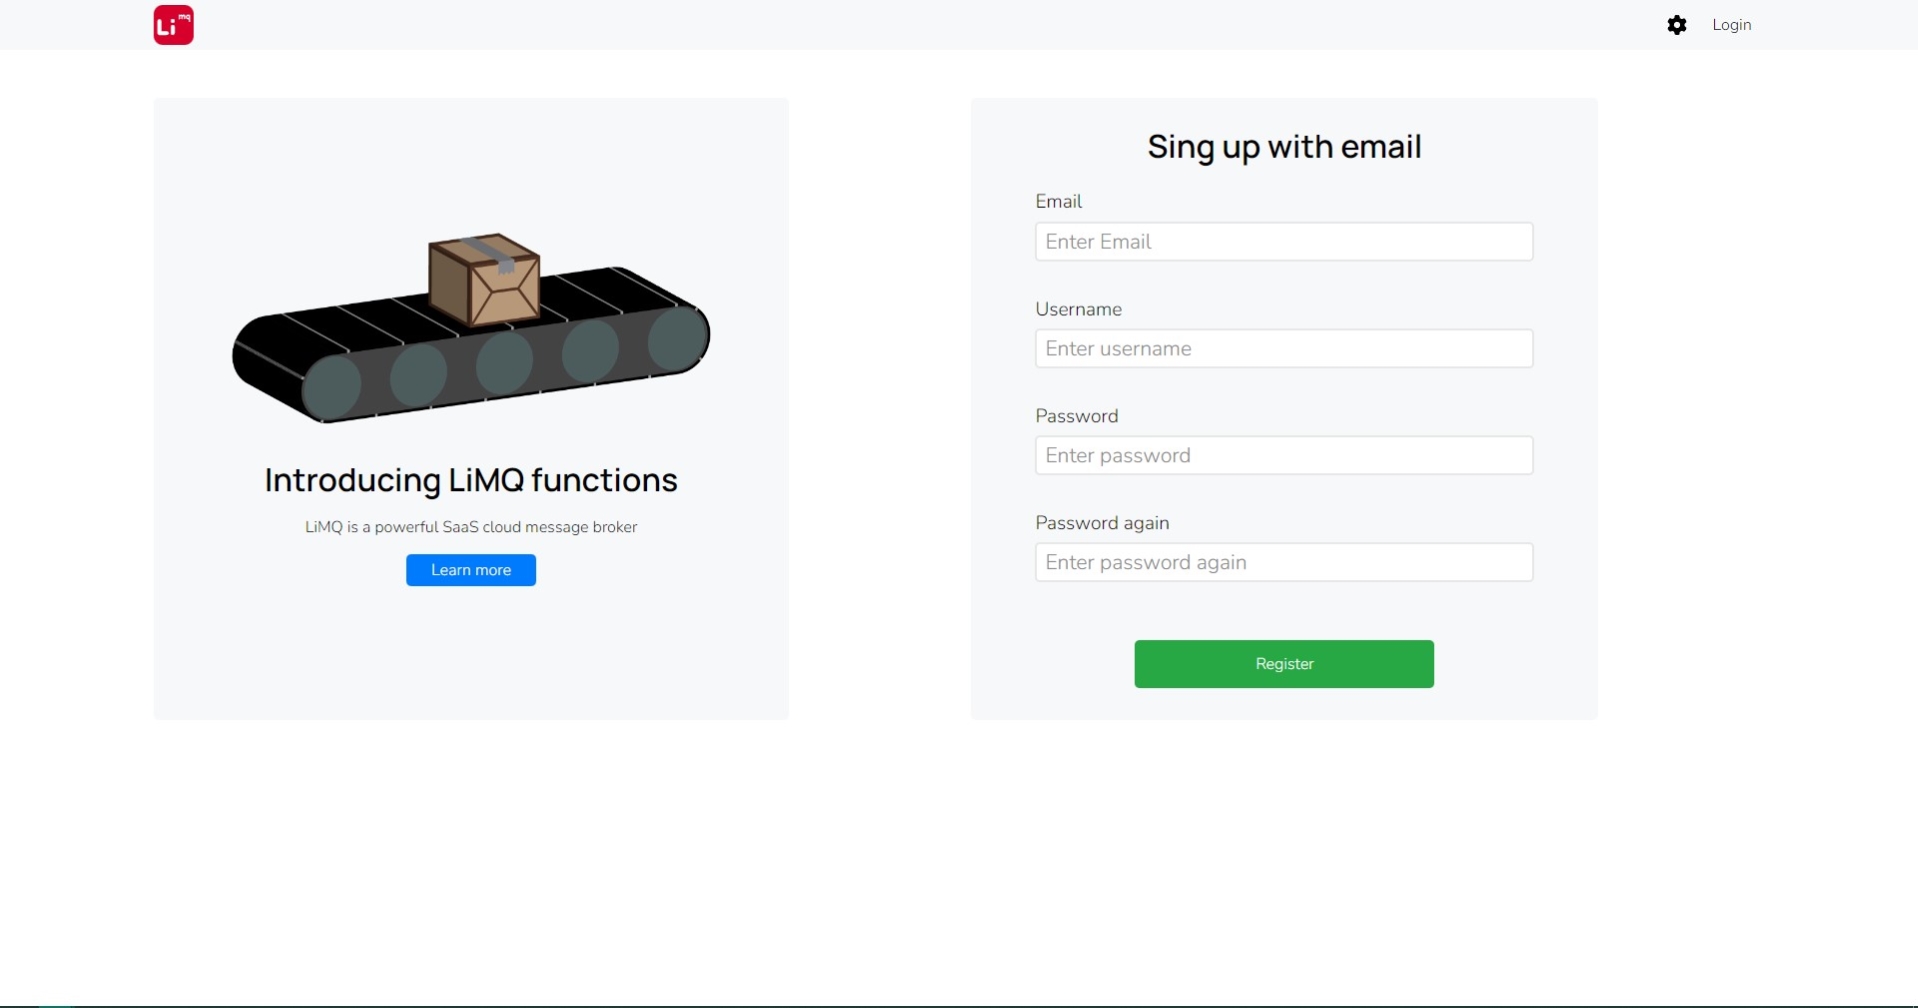 Li mq
Login
Introducing LiMQ functions
LiMQ is a powerful SaaS cloud message broker
Learn more
Sing up with email
Email
Enter Email
Username
Enter username
Password
Enter password
Password again
Enter password again
Register